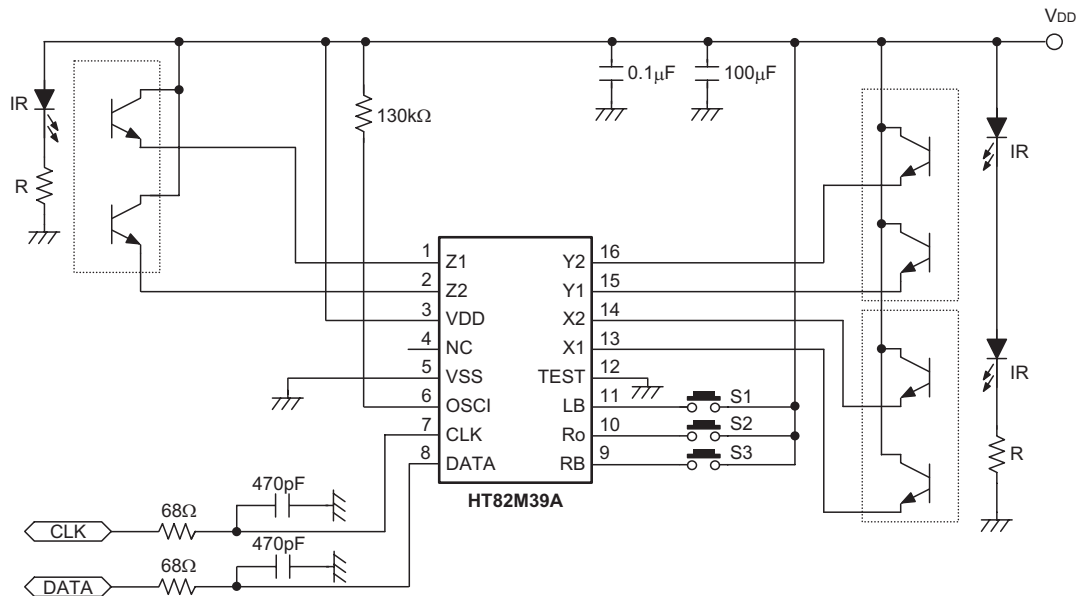 VDD
IR
R
130kΩ
0.1µF
100µF
IR
IR
R
1
2
3
4
5
6
7
8
Z1
Z2
VDD
NC
VSS
OSCI
CLK
DATA
Y2
Y1
X2
X1
TEST
LB
Ro
RB
16
15
14
13
12
11
10
9
S1
S2
S3
HT82M39A
470pF
68Ω
CLK
470pF
68Ω
DATA